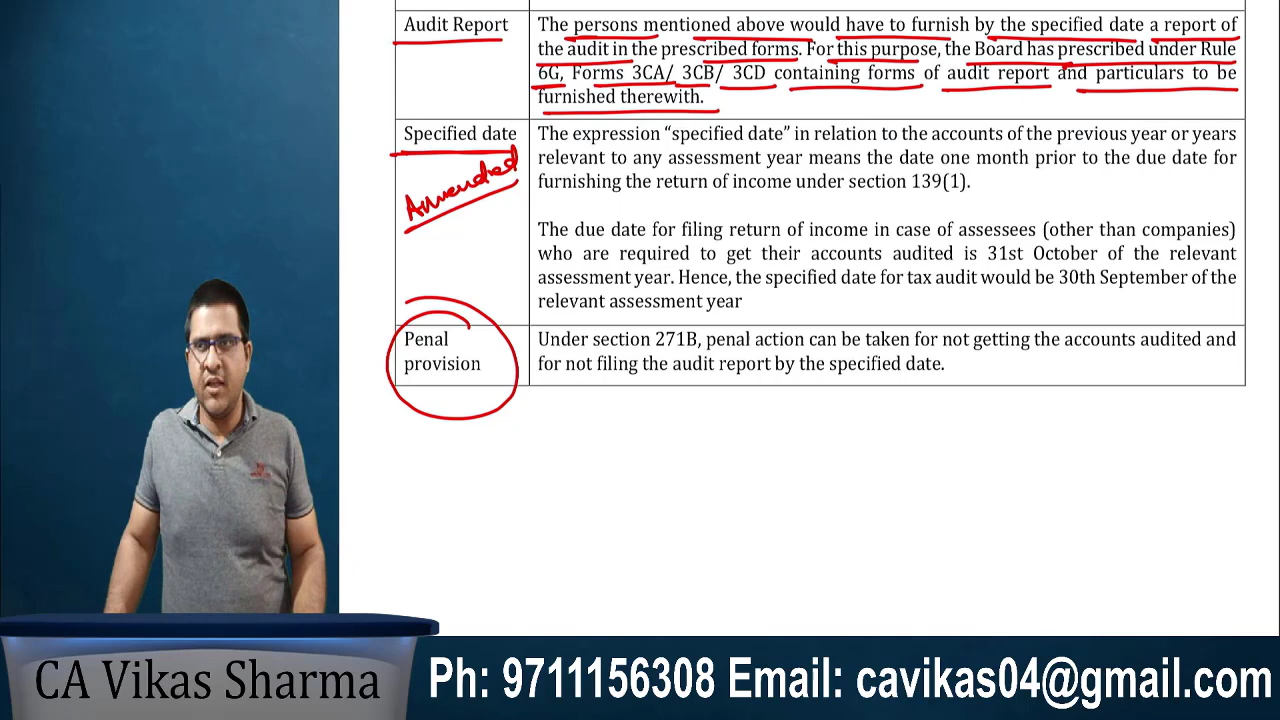 Audit Report
The persons mentioned above would have to furnish by the specified date a report of
the audit in the prescribed forms. For this purpose, the Board has prescribed under Rule
6G, Forms 3CA/ 3CB/ 3CD containing forms of audit report and particulars to be
furnished therewith.
Specified date
Amended
The expression “specified date” in relation to the accounts of the previous year or years
relevant to any assessment year means the date one month prior to the due date for
furnishing the return of income under section 139(1).
The due date for filing return of income in case of assessees (other than companies)
who are required to get their accounts audited is 31st October of the relevant
assessment year. Hence, the specified date for tax audit would be 30th September of the
relevant assessment year
Penal
provision
Under section 271B, penal action can be taken for not getting the accounts audited and
for not filing the audit report by the specified date.
CA Vikas Sharma
Ph: 9711156308 Email: cavikas04@gmail.com